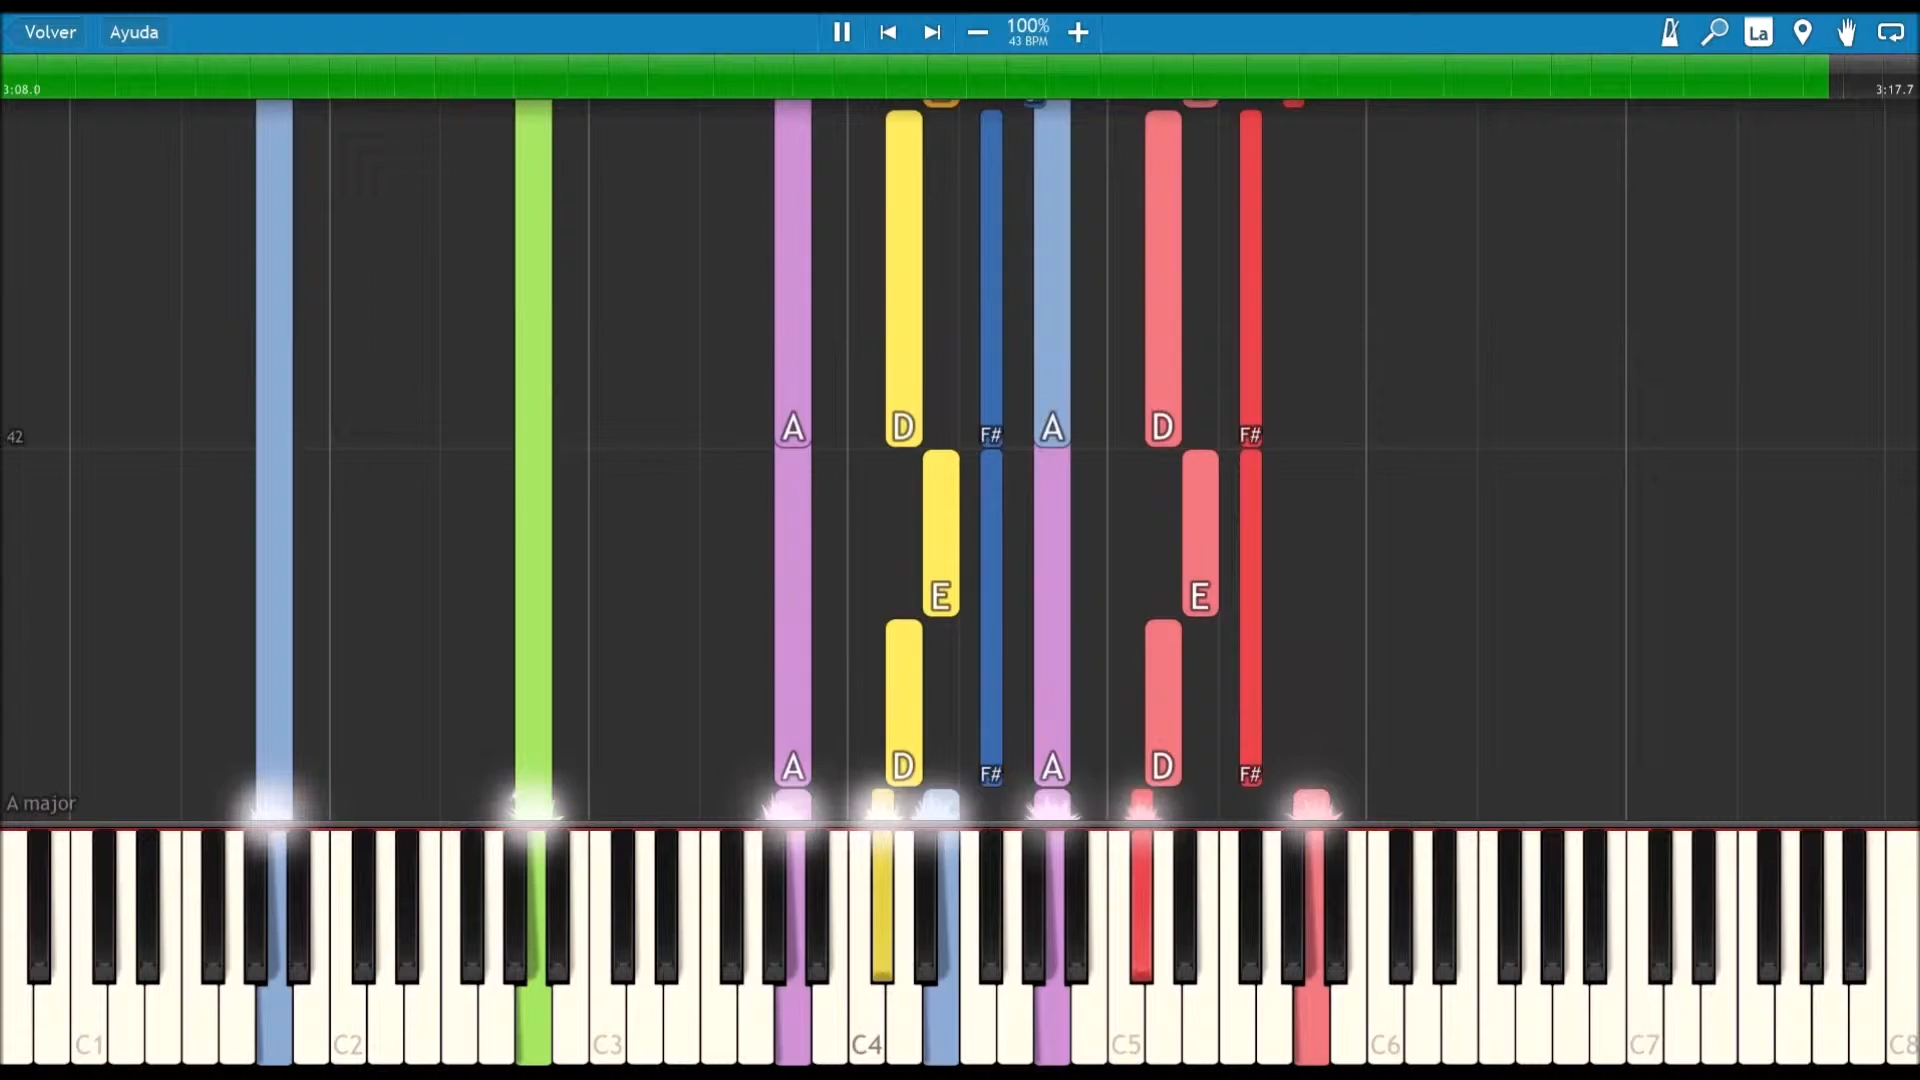 Volver Ayuda 100% La
43 BPM
3:08.0 3:17.7
42 A D F# A D F#
E E
A D F# A D F#
A major
C1 C2 C3 C4 C5 C6 C7 C8